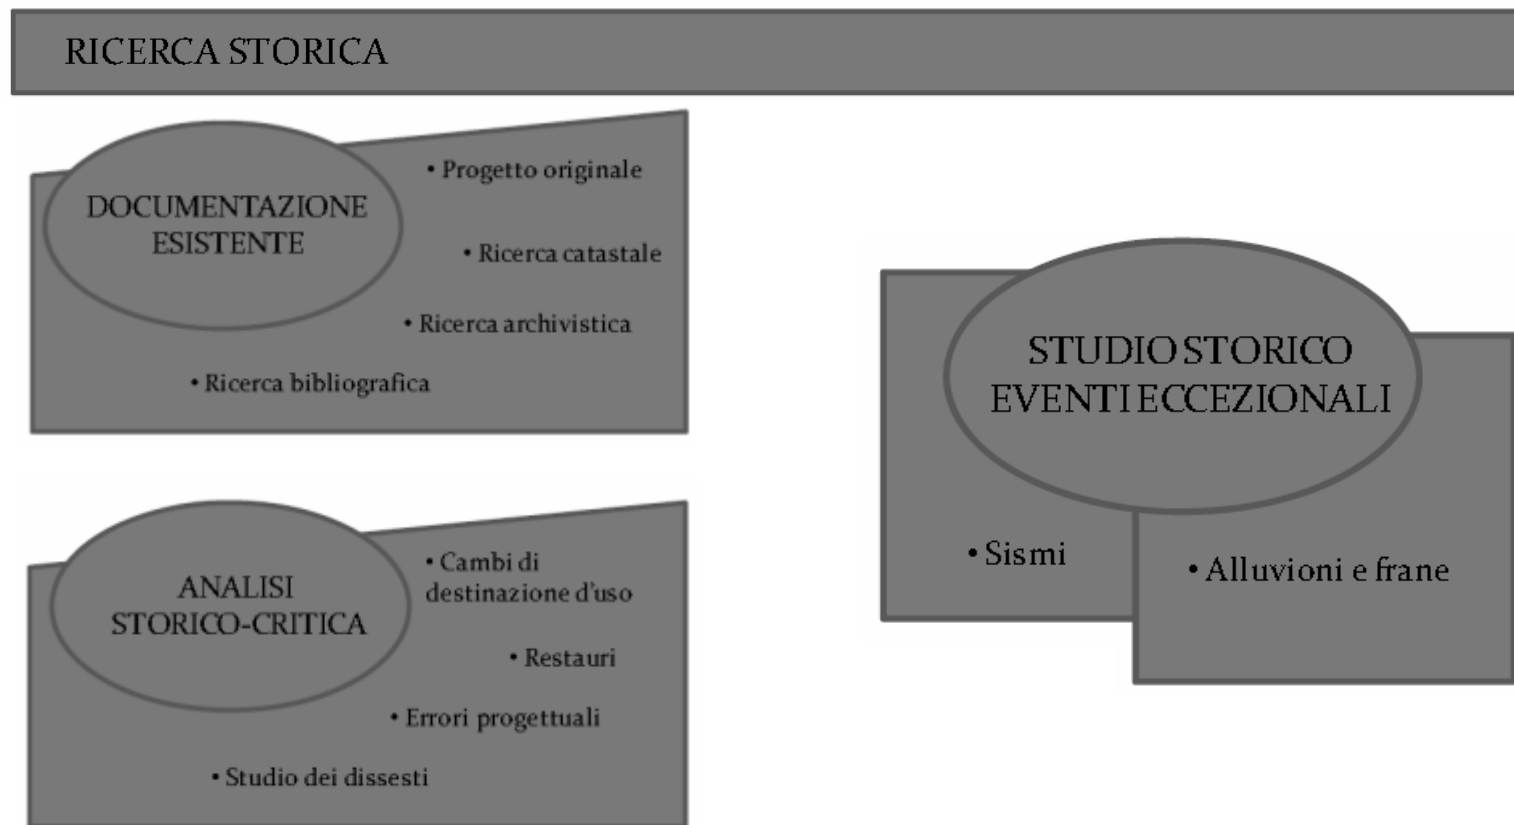 RICERCA STORICA
DOCUMENTAZIONE
ESISTENTE
• Progetto originale
• Ricerca catastale
• Ricerca archivistica
• Ricerca bibliografica
ANALISI
STORICO-CRITICA
• Cambi di
destinazione d'uso
• Restauri
• Errori progettuali
• Studio dei dissesti
STUDIO STORICO
EVENTI ECCEZIONALI
• Sismi
• Alluvioni e frane